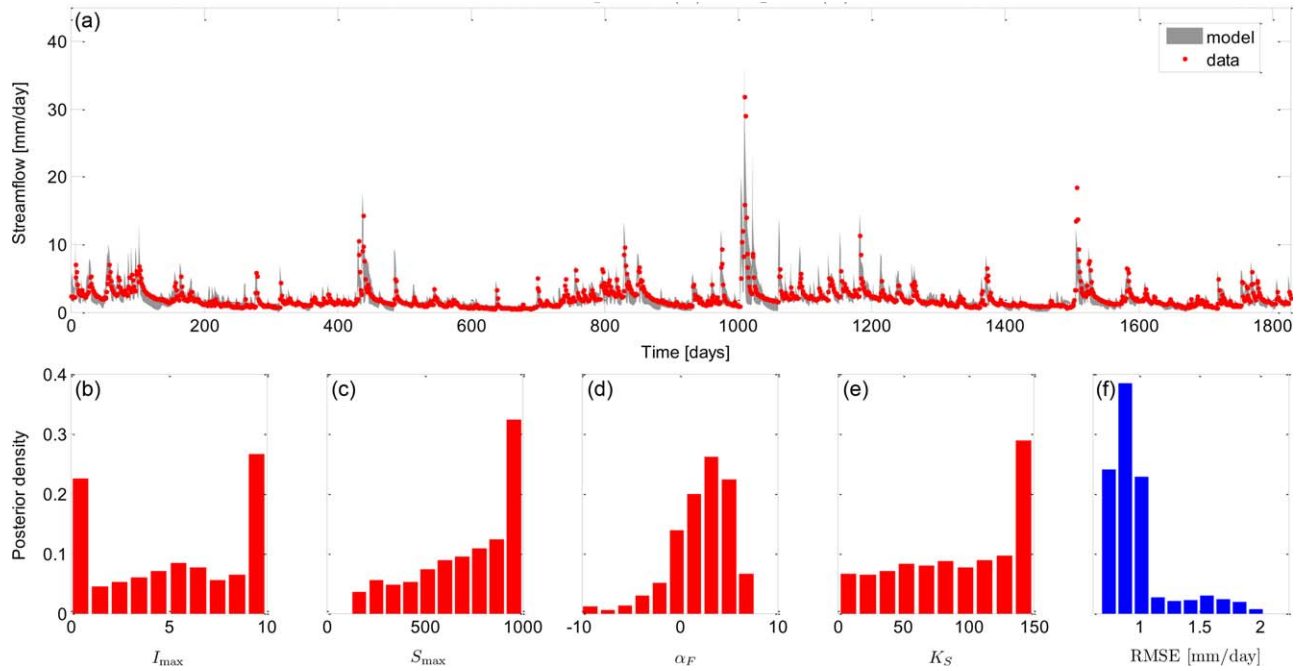 (a)
model
data
40
30
20
10
0
Streamflow [mm/day]
0 200 400 600 800 1000 1200 1400 1600 1800
Time [days]
Posterior density
0.4
0.3
0.2
0.1
0
(b)
0 5 10
I_max
(c)
0 500 1000
S_max
(d)
-10 0 10
α_F
(e)
0 50 100 150
K_S
(f)
1 1.5 2
RMSE [mm/day]